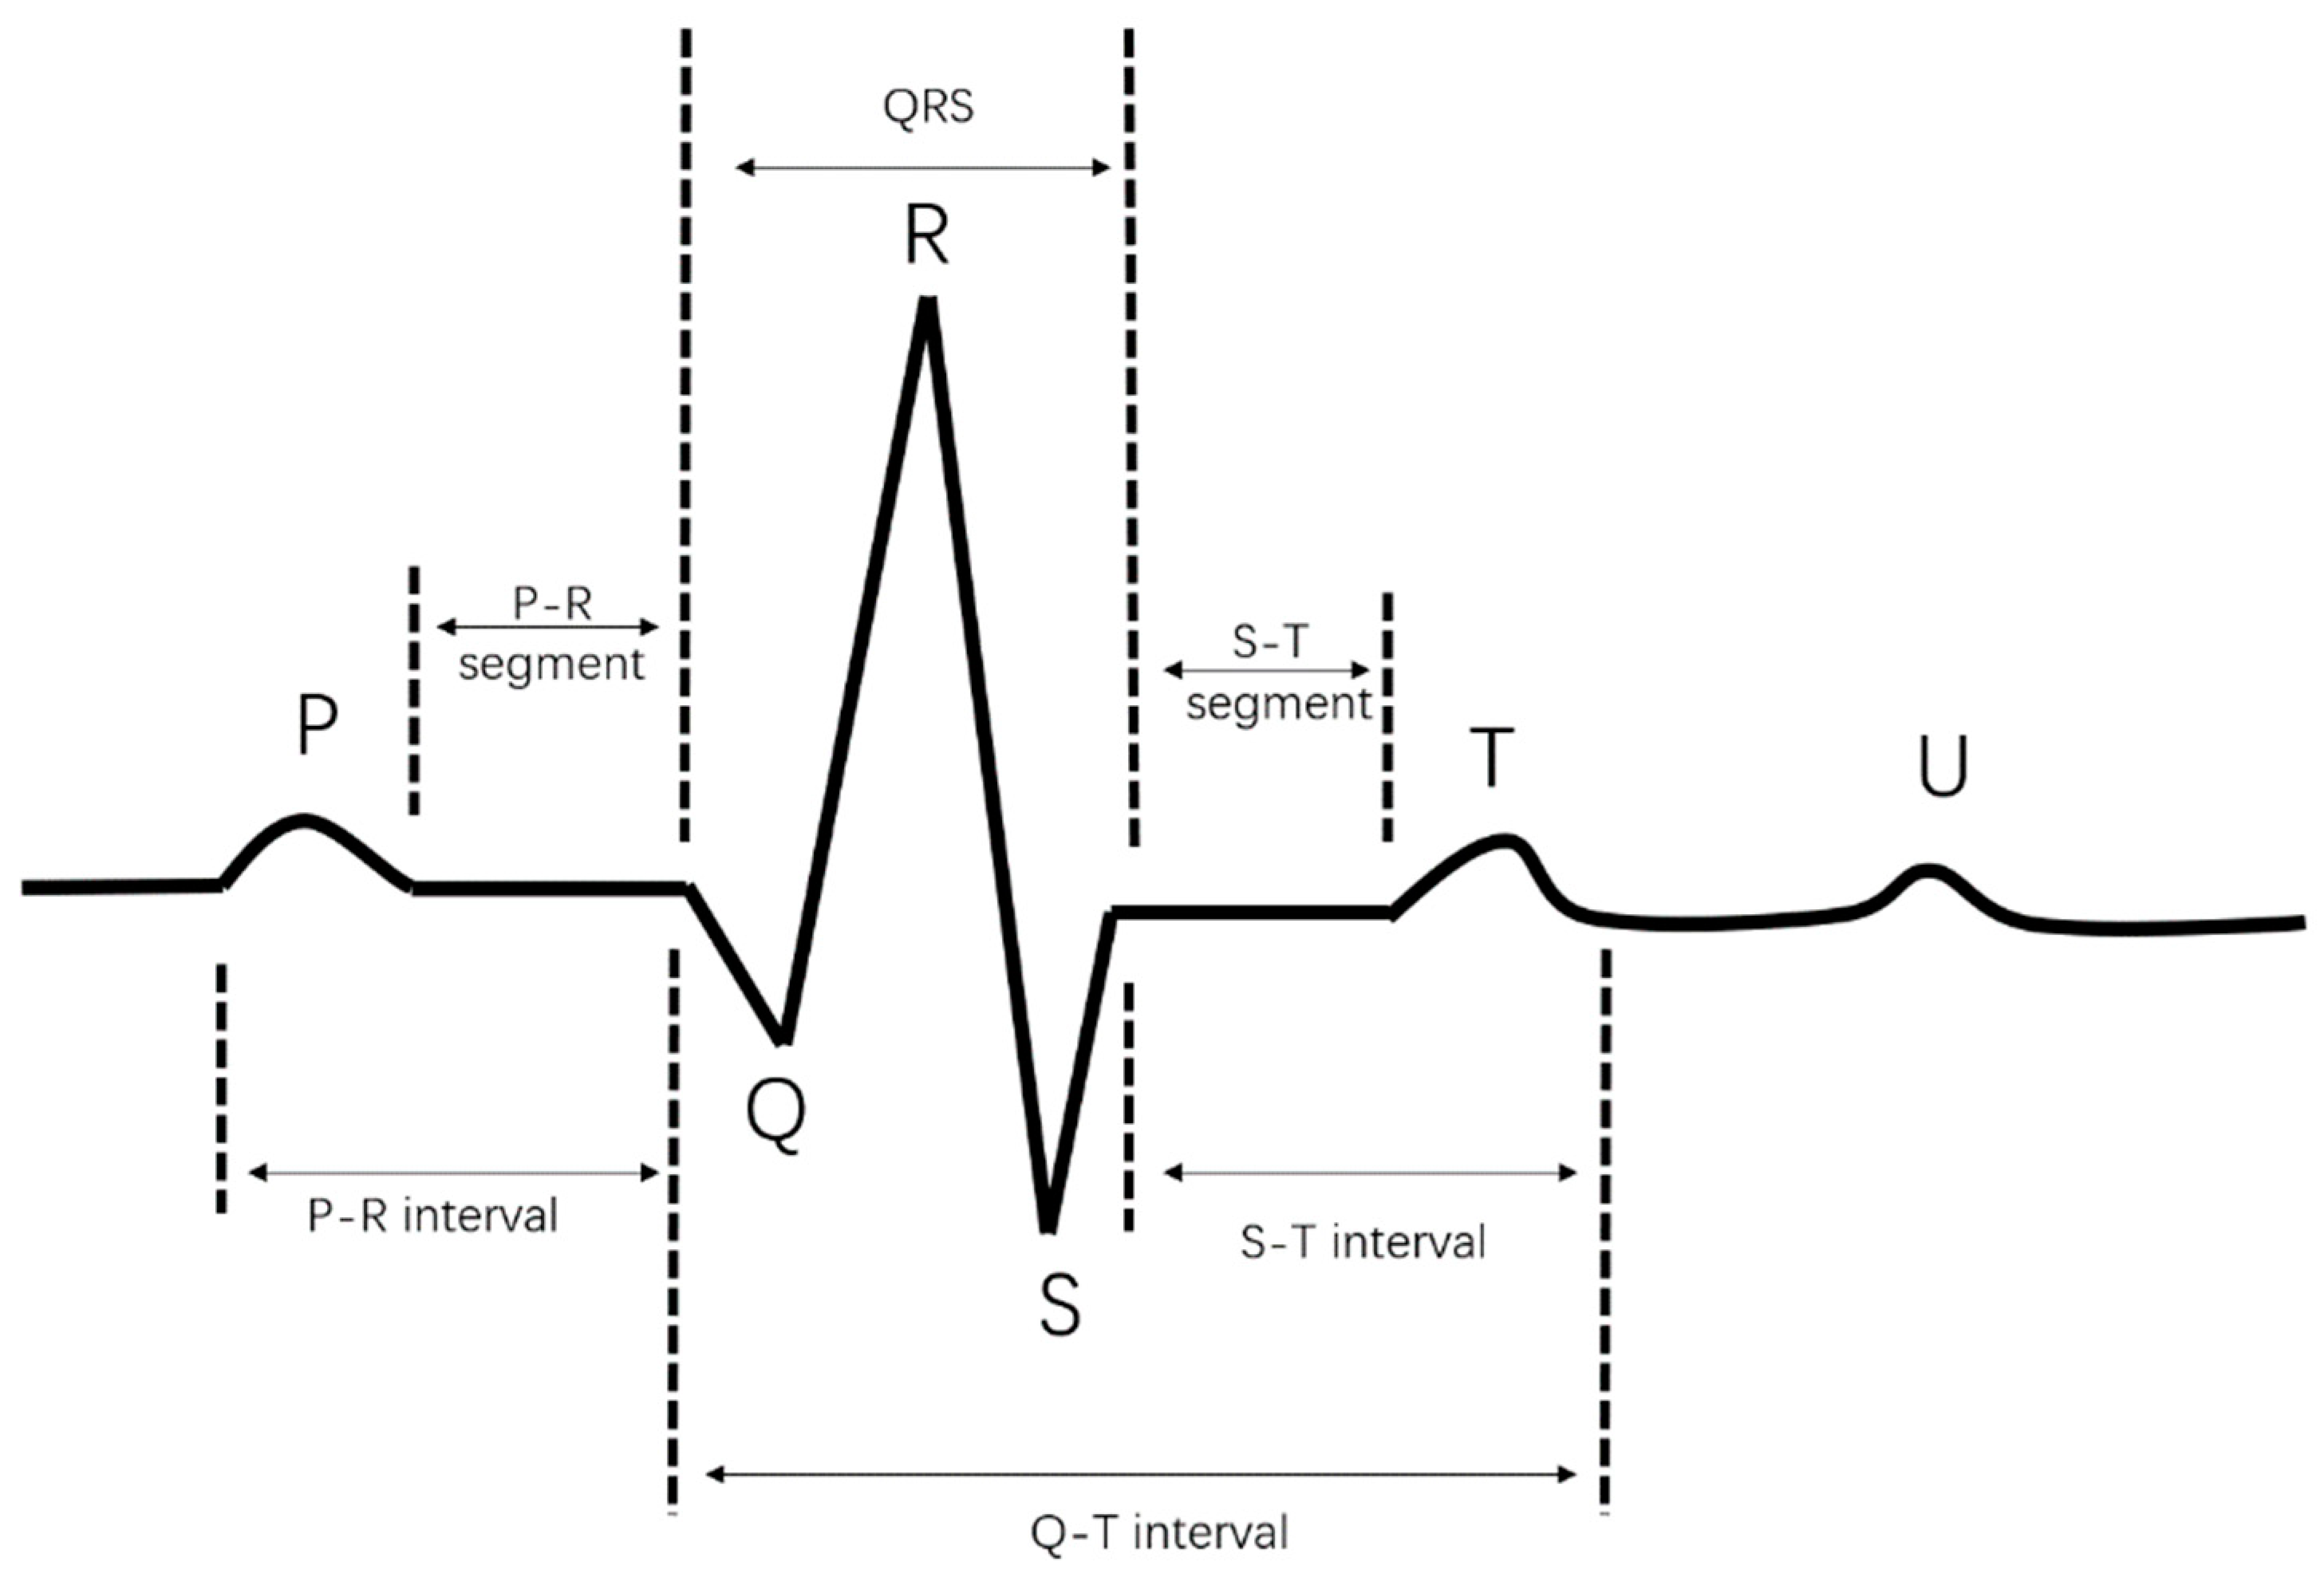 QRS
R
P-R
segment
S-T
segment
P
T
U
Q
P-R interval
S-T interval
S
Q-T interval